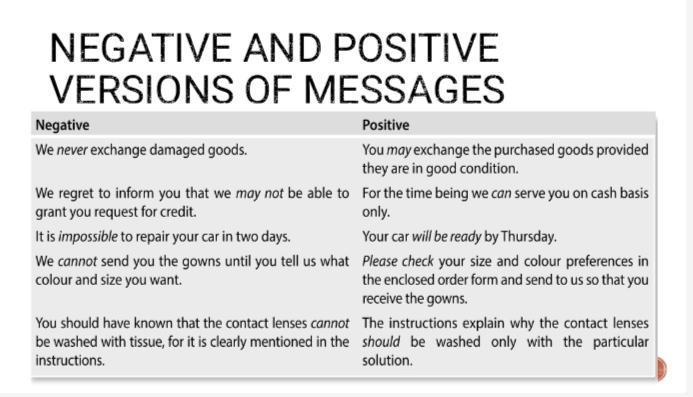 NEGATIVE AND POSITIVE
VERSIONS OF MESSAGES
Negative
Positive
We never exchange damaged goods.
You may exchange the purchased goods provided
they are in good condition.
We regret to inform you that we may not be able to
grant you request for credit.
For the time being we can serve you on cash basis
only.
It is impossible to repair your car in two days.
Your car will be ready by Thursday.
We cannot send you the gowns until you tell us what
colour and size you want.
Please check your size and colour preferences in
the enclosed order form and send to us so that you
receive the gowns.
You should have known that the contact lenses cannot
be washed with tissue, for it is clearly mentioned in the
instructions.
The instructions explain why the contact lenses
should be washed only with the particular
solution.